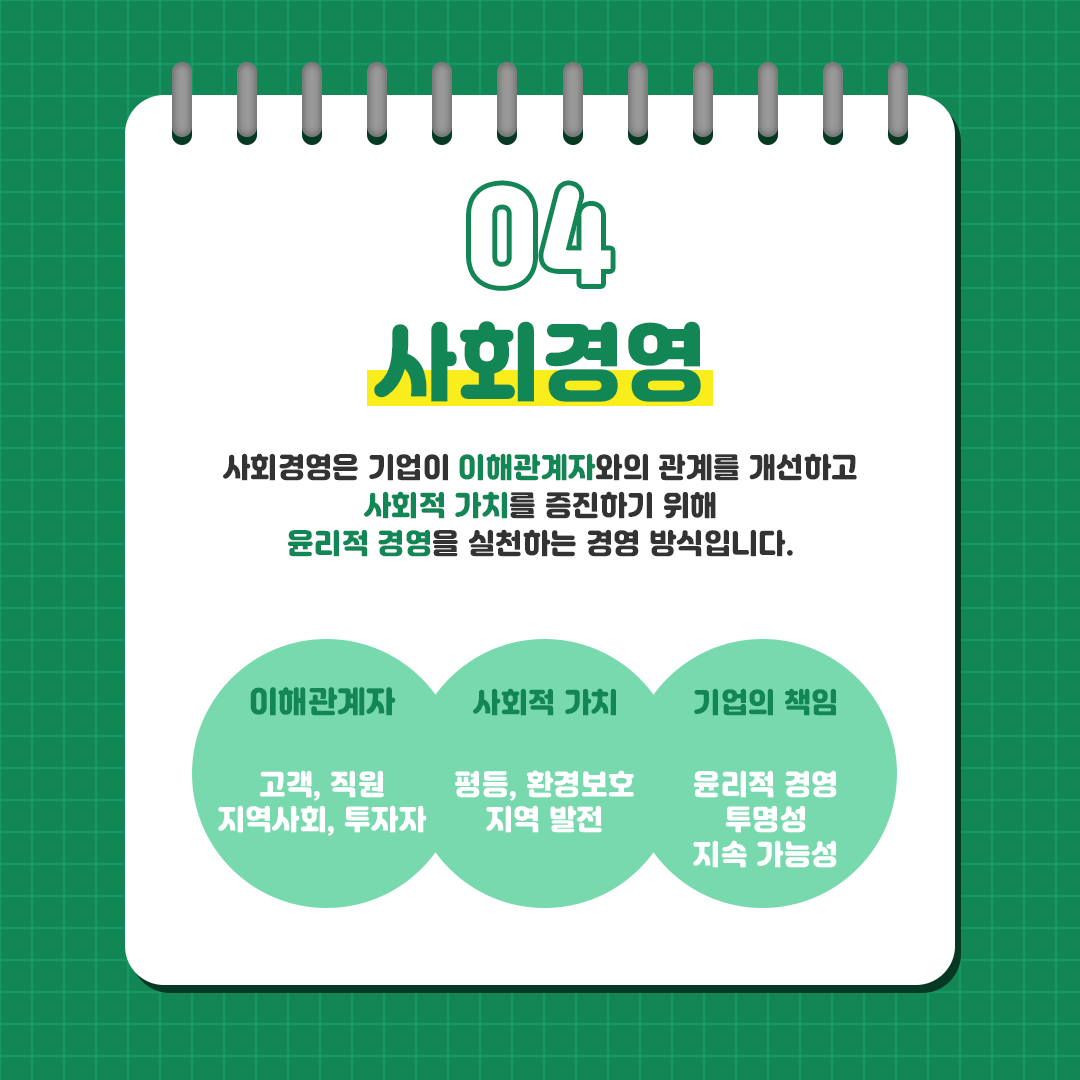 04
사회경영
사회경영은 기업이 이해관계자와의 관계를 개선하고
사회적 가치를 증진하기 위해
윤리적 경영을 실천하는 경영 방식입니다.
이해관계자
고객, 직원
지역사회, 투자자
사회적 가치
평등, 환경보호
지역 발전
기업의 책임
윤리적 경영
투명성
지속 가능성